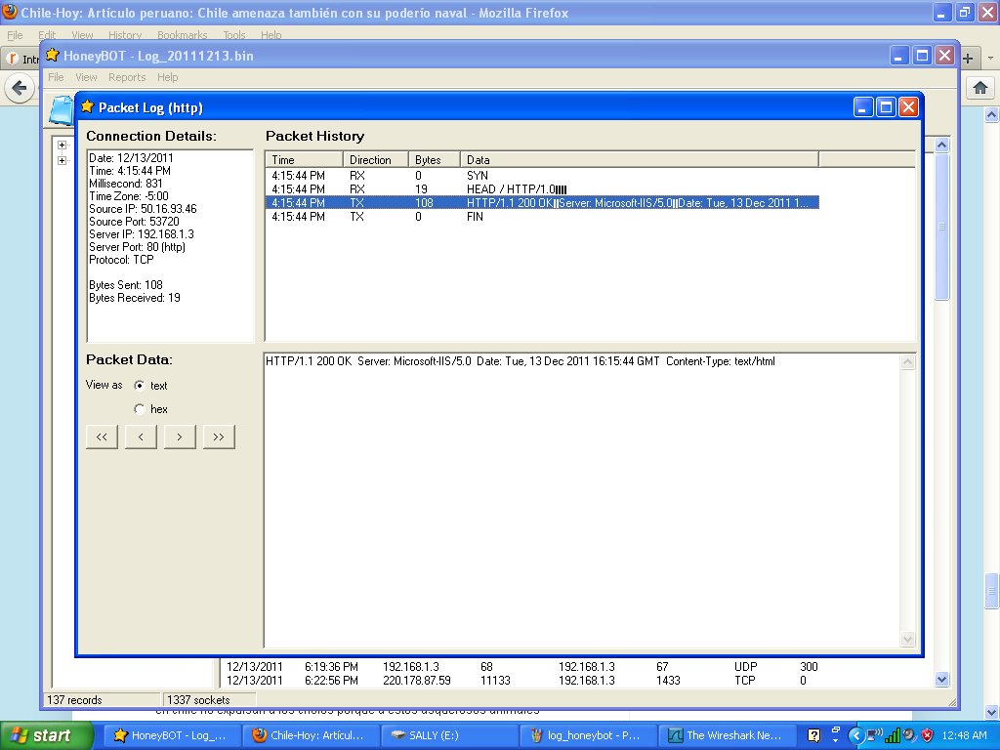 Chile-Hoy: Artículo peruano: Chile amenaza también con su poderío naval - Mozilla Firefox
File Edit View History Bookmarks Tools Help
HoneyBOT - Log_20111213.bin
File View Reports Help
Packet Log (http)
Connection Details:
Date: 12/13/2011
Time: 4:15:44 PM
Millisecond: 831
Time Zone: -5:00
Source IP: 50.16.93.46
Source Port: 53720
Server IP: 192.168.1.3
Server Port: 80 (http)
Protocol: TCP
Bytes Sent: 108
Bytes Received: 19
Packet History
Time Direction Bytes Data
4:15:44 PM RX 0 SYN
4:15:44 PM RX 19 HEAD / HTTP/1.0||||
4:15:44 PM TX 108 HTTP/1.1 200 OK||Server: Microsoft-IIS/5.0||Date: Tue, 13 Dec 2011 1...
4:15:44 PM TX 0 FIN
Packet Data:
View as text
hex
<< < > >>
HTTP/1.1 200 OK Server: Microsoft-IIS/5.0 Date: Tue, 13 Dec 2011 16:15:44 GMT Content-Type: text/html
12/13/2011 6:19:36 PM 192.168.1.3 68 192.168.1.3 67 UDP 300
12/13/2011 6:22:56 PM 220.178.87.59 11133 192.168.1.3 1433 TCP 0
137 records 1337 sockets
start HoneyBOT - Log_... Chile-Hoy: Artícul... SALLY (E:) log_honeybot - P... The Wireshark Ne... 12:48 AM